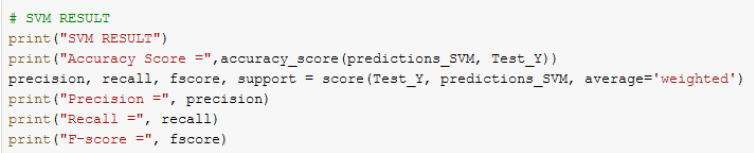 # SVM RESULT
print("SVM RESULT")
print("Accuracy Score =",accuracy_score(predictions_SVM, Test_Y))
precision, recall, fscore, support = score(Test_Y, predictions_SVM, average='weighted')
print("Precision =", precision)
print("Recall =", recall)
print("F-score =", fscore)